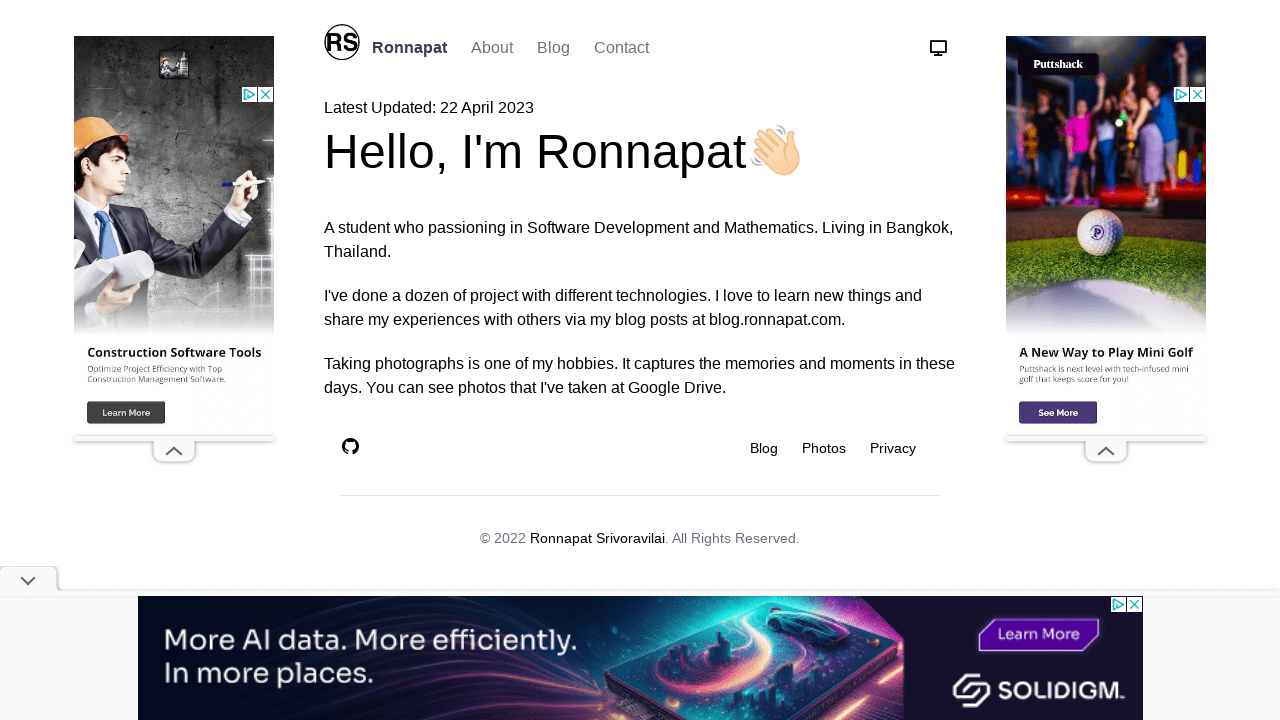 RS Ronnapat About Blog Contact
Latest Updated: 22 April 2023
Hello, I'm Ronnapat👋🏻
A student who passioning in Software Development and Mathematics. Living in Bangkok,
Thailand.
I've done a dozen of project with different technologies. I love to learn new things and
share my experiences with others via my blog posts at blog.ronnapat.com.
Taking photographs is one of my hobbies. It captures the memories and moments in these
days. You can see photos that I've taken at Google Drive.
Blog Photos Privacy
© 2022 Ronnapat Srivoravilai. All Rights Reserved.
Construction Software Tools
Optimize Project Efficiency with Top
Construction Management Software.
Learn More
Puttshack
A New Way to Play Mini Golf
Puttshack is next level with tech-infused mini
golf that keeps score for you!
See More
More AI data. More efficiently.
In more places.
Learn More
SOLIDIGM™